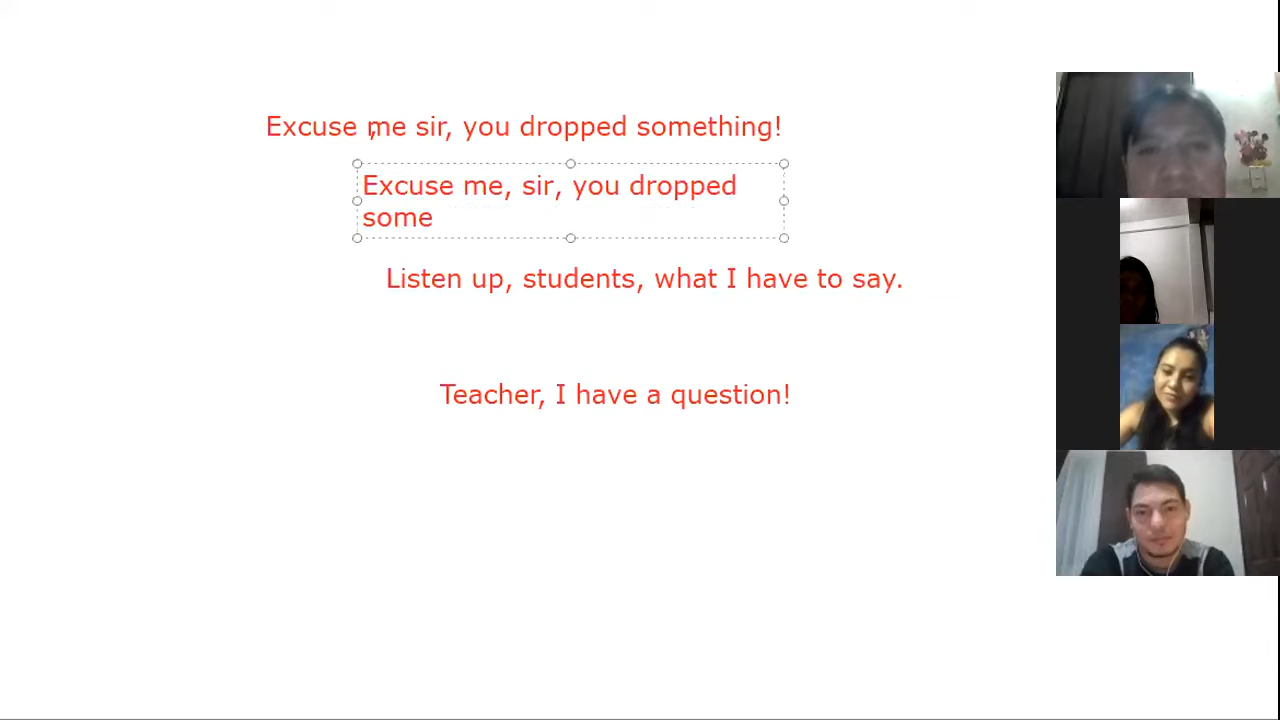 Excuse me sir, you dropped something!
Excuse me, sir, you dropped
some
Listen up, students, what I have to say.
Teacher, I have a question!